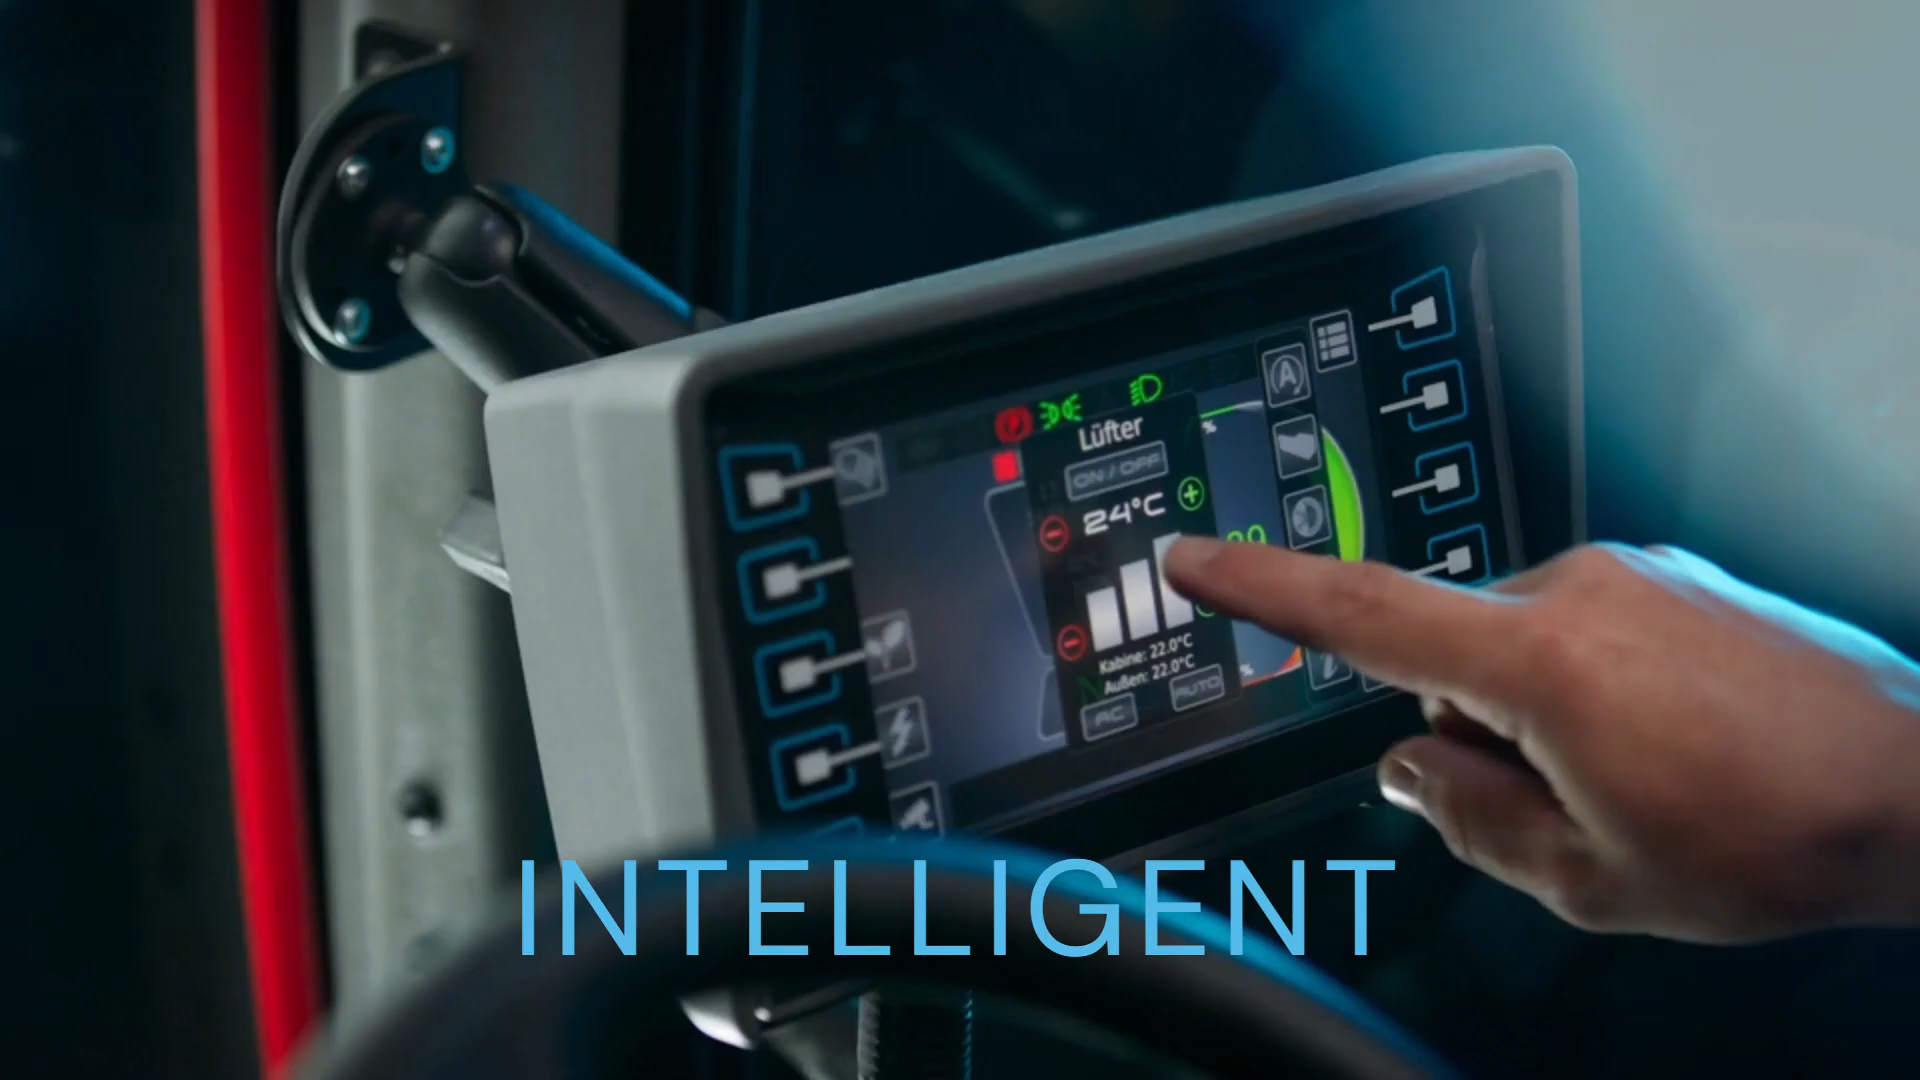 Lüfter
ON / OFF
24°C
%
Kabine: 22.0°C
Außen: 22.0°C
AC
AUTO
%
A
i
INTELLIGENT